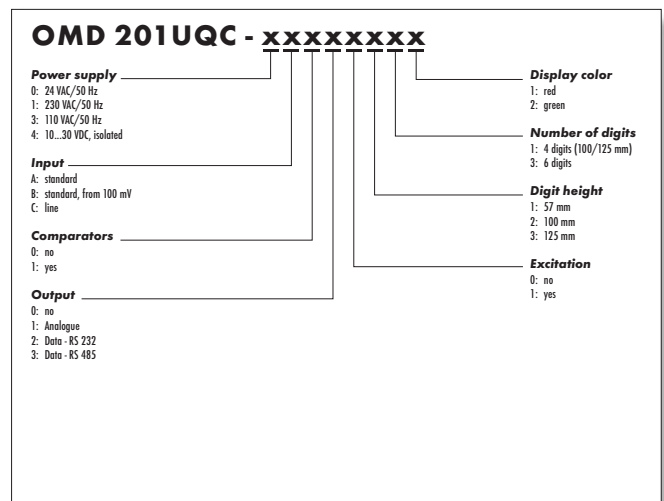 OMD 201UQC - xxxxxxxx
Power supply
0: 24 VAC/50 Hz
1: 230 VAC/50 Hz
3: 110 VAC/50 Hz
4: 10...30 VDC, isolated
Input
A: standard
B: standard, from 100 mV
C: line
Comparators
0: no
1: yes
Output
0: no
1: Analogue
2: Data - RS 232
3: Data - RS 485
Display color
1: red
2: green
Number of digits
1: 4 digits (100/125 mm)
3: 6 digits
Digit height
1: 57 mm
2: 100 mm
3: 125 mm
Excitation
0: no
1: yes